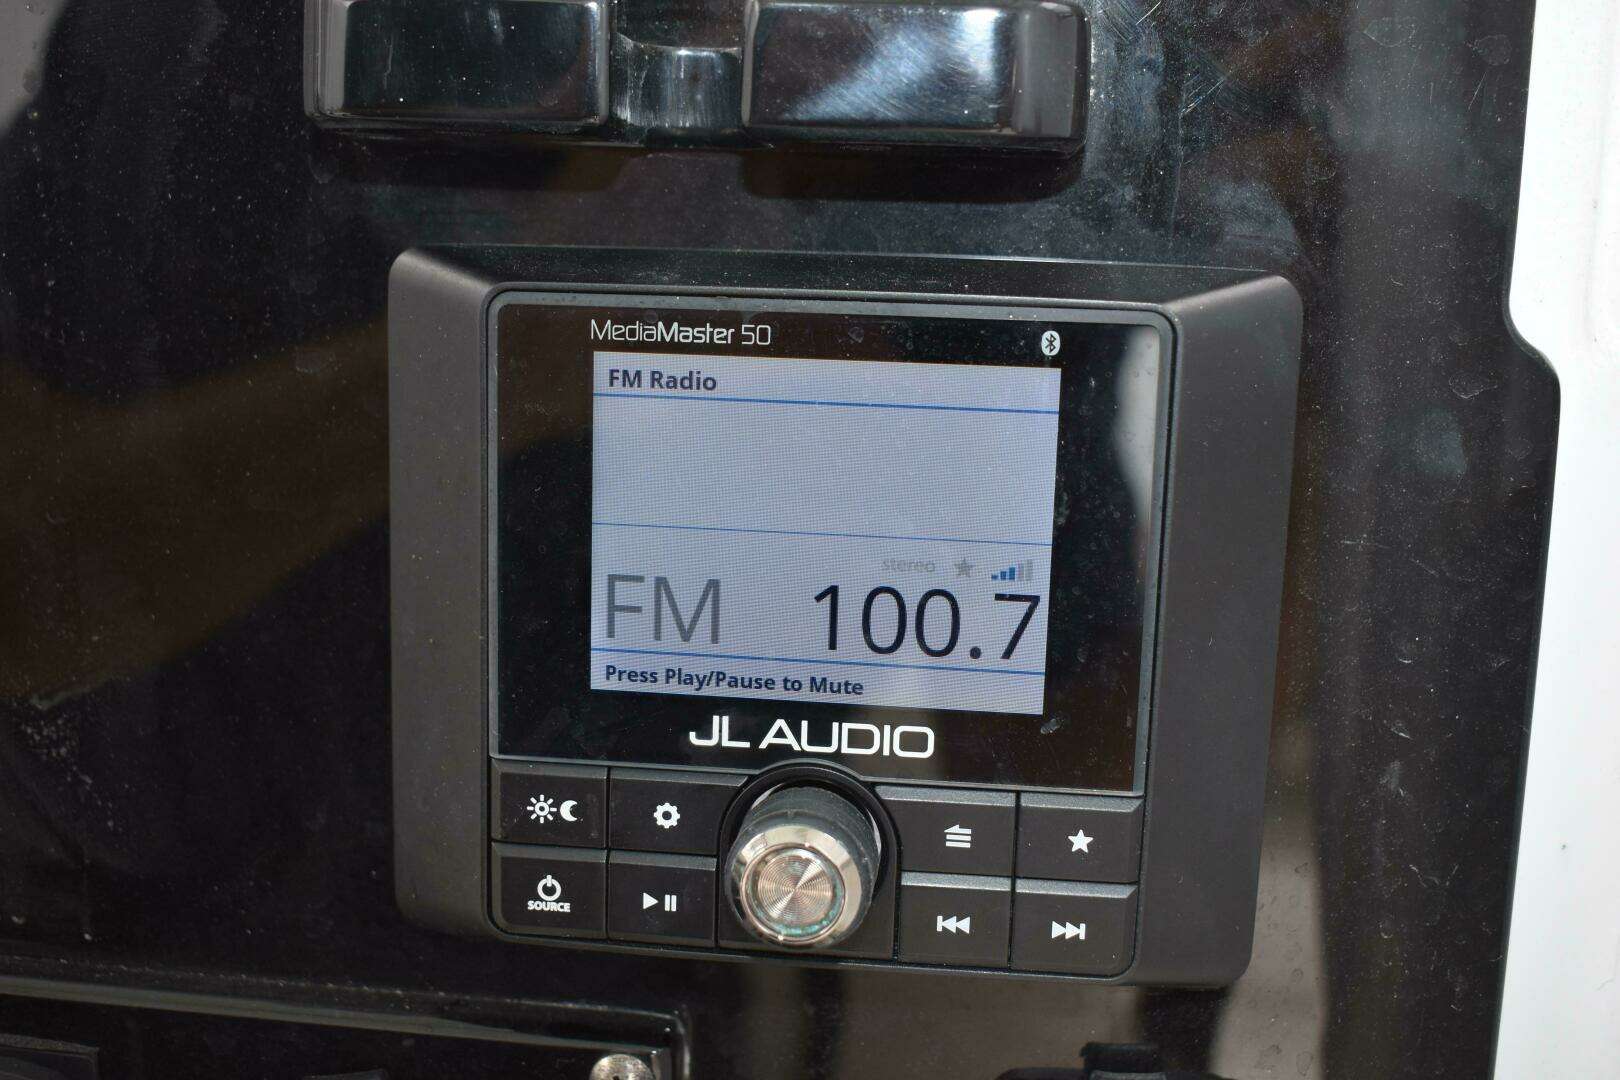 MediaMaster 50
FM Radio
stereo
FM 100.7
Press Play/Pause to Mute
JL AUDIO
SOURCE